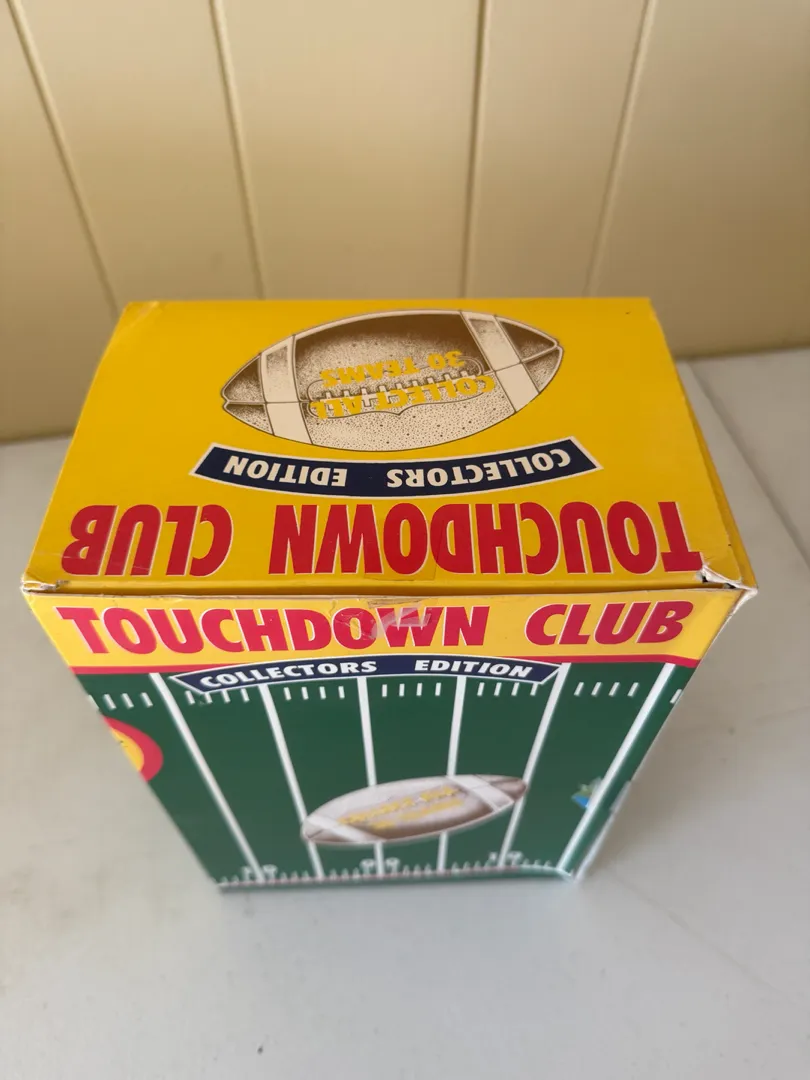 COLLECT ALL
30 TEAMS
COLLECTORS EDITION
TOUCHDOWN CLUB
TOUCHDOWN CLUB
COLLECTORS EDITION